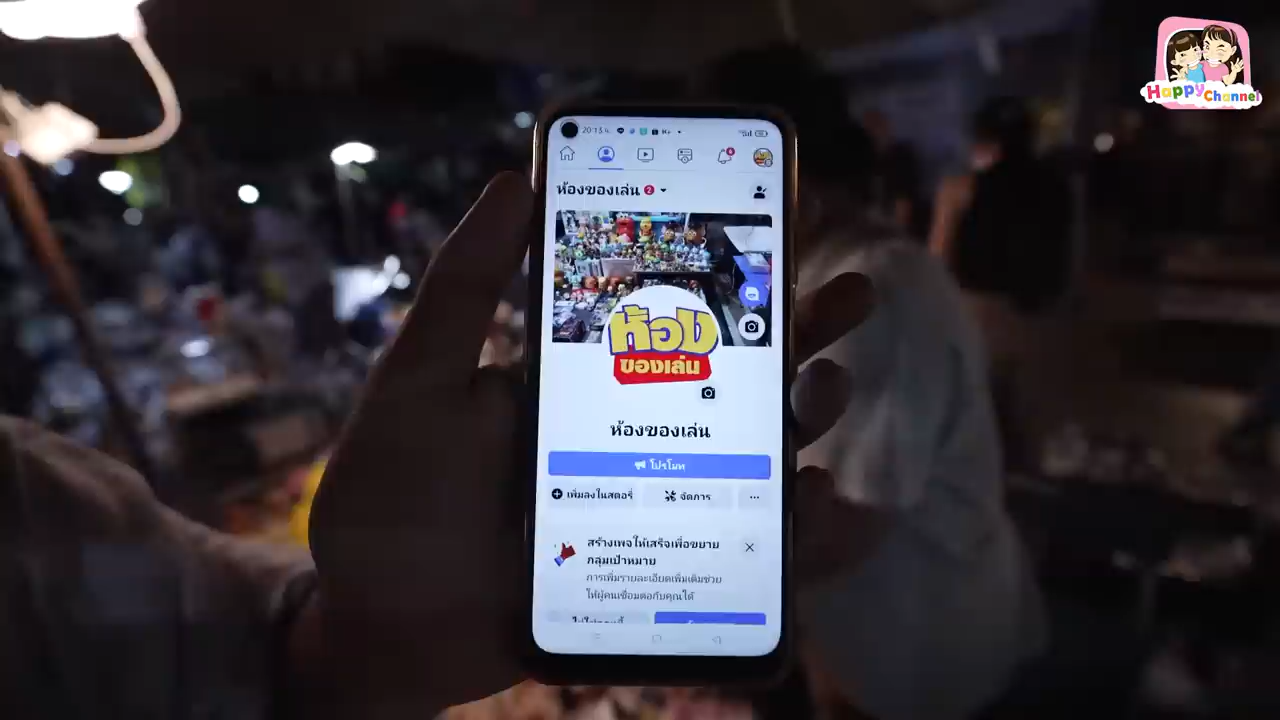 Happy Channel
20:13
ห้องของเล่น 2
ห้อง
ของเล่น
ห้องของเล่น
โปรโมท
เพิ่มลงในสตอรี่ จัดการ ...
สร้างเพจให้เสร็จเพื่อขยาย
กลุ่มเป้าหมาย
การเพิ่มรายละเอียดเพิ่มเติมช่วย
ให้ผู้คนเชื่อมต่อกับคุณได้